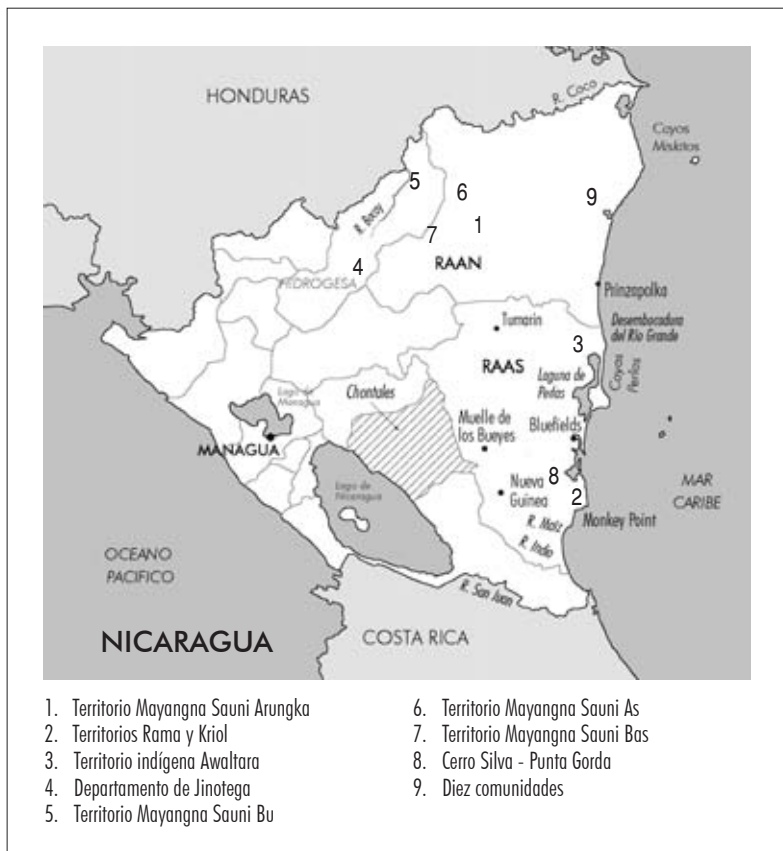 HONDURAS
R. Coco
Cayos
Miskitos
5
6
9
R. Bocay
7
1
4
RAAN
HIDROGESA
Prinzapolka
Tumarin
Desembocadura
del Río Grande
3
RAAS
Laguna de
Perlas
Cayos
Perlas
Lago de
Managua
Chontales
Muelle de
los Bueyes
Bluefields
MANAGUA
8
MAR
CARIBE
Lago de
Nicaragua
Nueva
Guinea
2
R. Maíz
Monkey Point
R. Indio
OCEANO
PACIFICO
R. San Juan
NICARAGUA
COSTA RICA
1. Territorio Mayangna Sauni Arungka
2. Territorios Rama y Kriol
3. Territorio indígena Awaltara
4. Departamento de Jinotega
5. Territorio Mayangna Sauni Bu
6. Territorio Mayangna Sauni As
7. Territorio Mayangna Sauni Bas
8. Cerro Silva - Punta Gorda
9. Diez comunidades